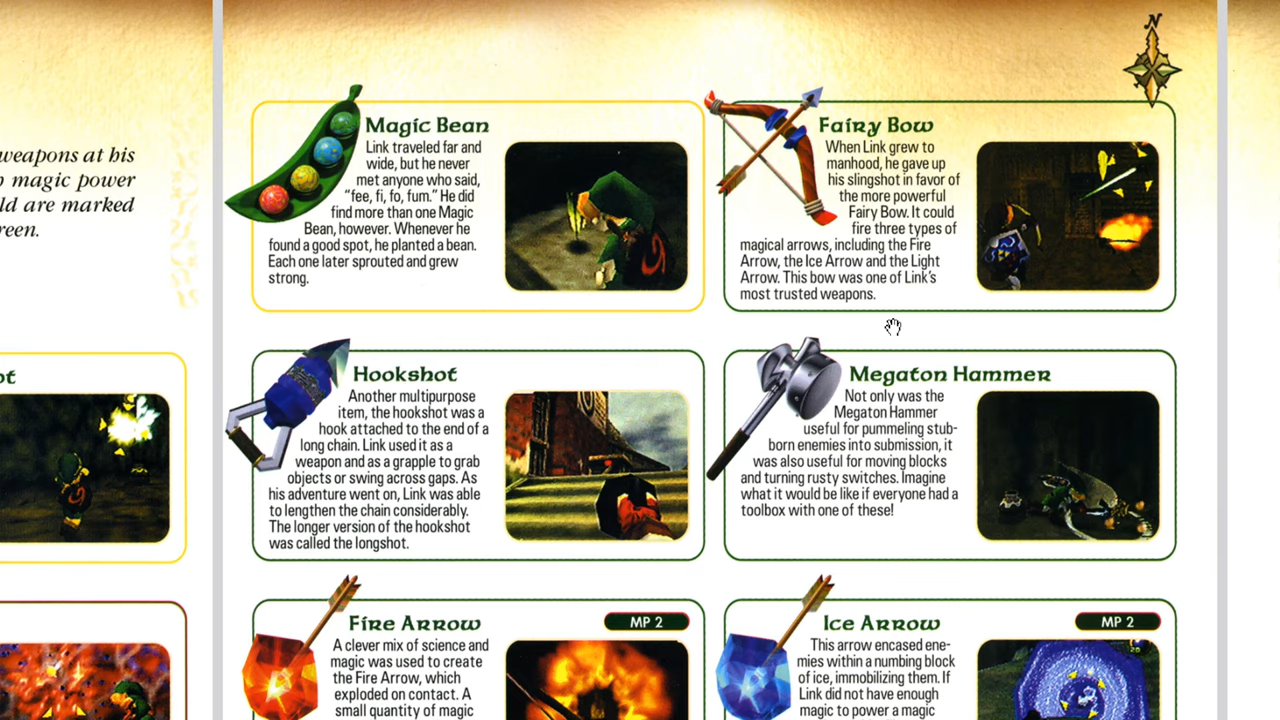 weapons at his
magic power
ld are marked
reen.
N
Magic Bean
Link traveled far and
wide, but he never
met anyone who said,
“fee, fi, fo, fum.” He did
find more than one Magic
Bean, however. Whenever he
found a good spot, he planted a bean.
Each one later sprouted and grew
strong.
Fairy Bow
When Link grew to
manhood, he gave up
his slingshot in favor of
the more powerful
Fairy Bow. It could
fire three types of
magical arrows, including the Fire
Arrow, the Ice Arrow and the Light
Arrow. This bow was one of Link’s
most trusted weapons.
ot
Hookshot
Another multipurpose
item, the hookshot was a
hook attached to the end of a
long chain. Link used it as a
weapon and as a grapple to grab
objects or swing across gaps. As
his adventure went on, Link was able
to lengthen the chain considerably.
The longer version of the hookshot
was called the longshot.
Megaton Hammer
Not only was the
Megaton Hammer
useful for pummeling stub-
born enemies into submission, it
was also useful for moving blocks
and turning rusty switches. Imagine
what it would be like if everyone had a
toolbox with one of these!
Fire Arrow
MP 2
A clever mix of science and
magic was used to create
the Fire Arrow, which
exploded on contact. A
small quantity of magic
Ice Arrow
MP 2
This arrow encased ene-
mies within a numbing block
of ice, immobilizing them. If
Link did not have enough
magic to power a magic